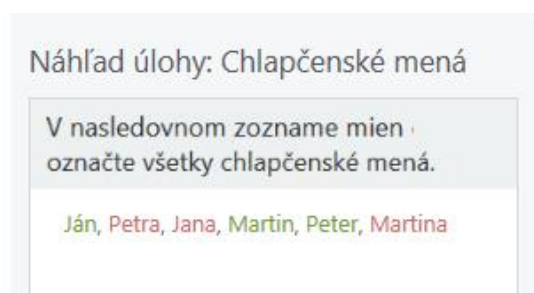 Náhľad úlohy: Chlapčenské mená
V nasledovnom zozname mien
označte všetky chlapčenské mená.
Ján, Petra, Jana, Martin, Peter, Martina